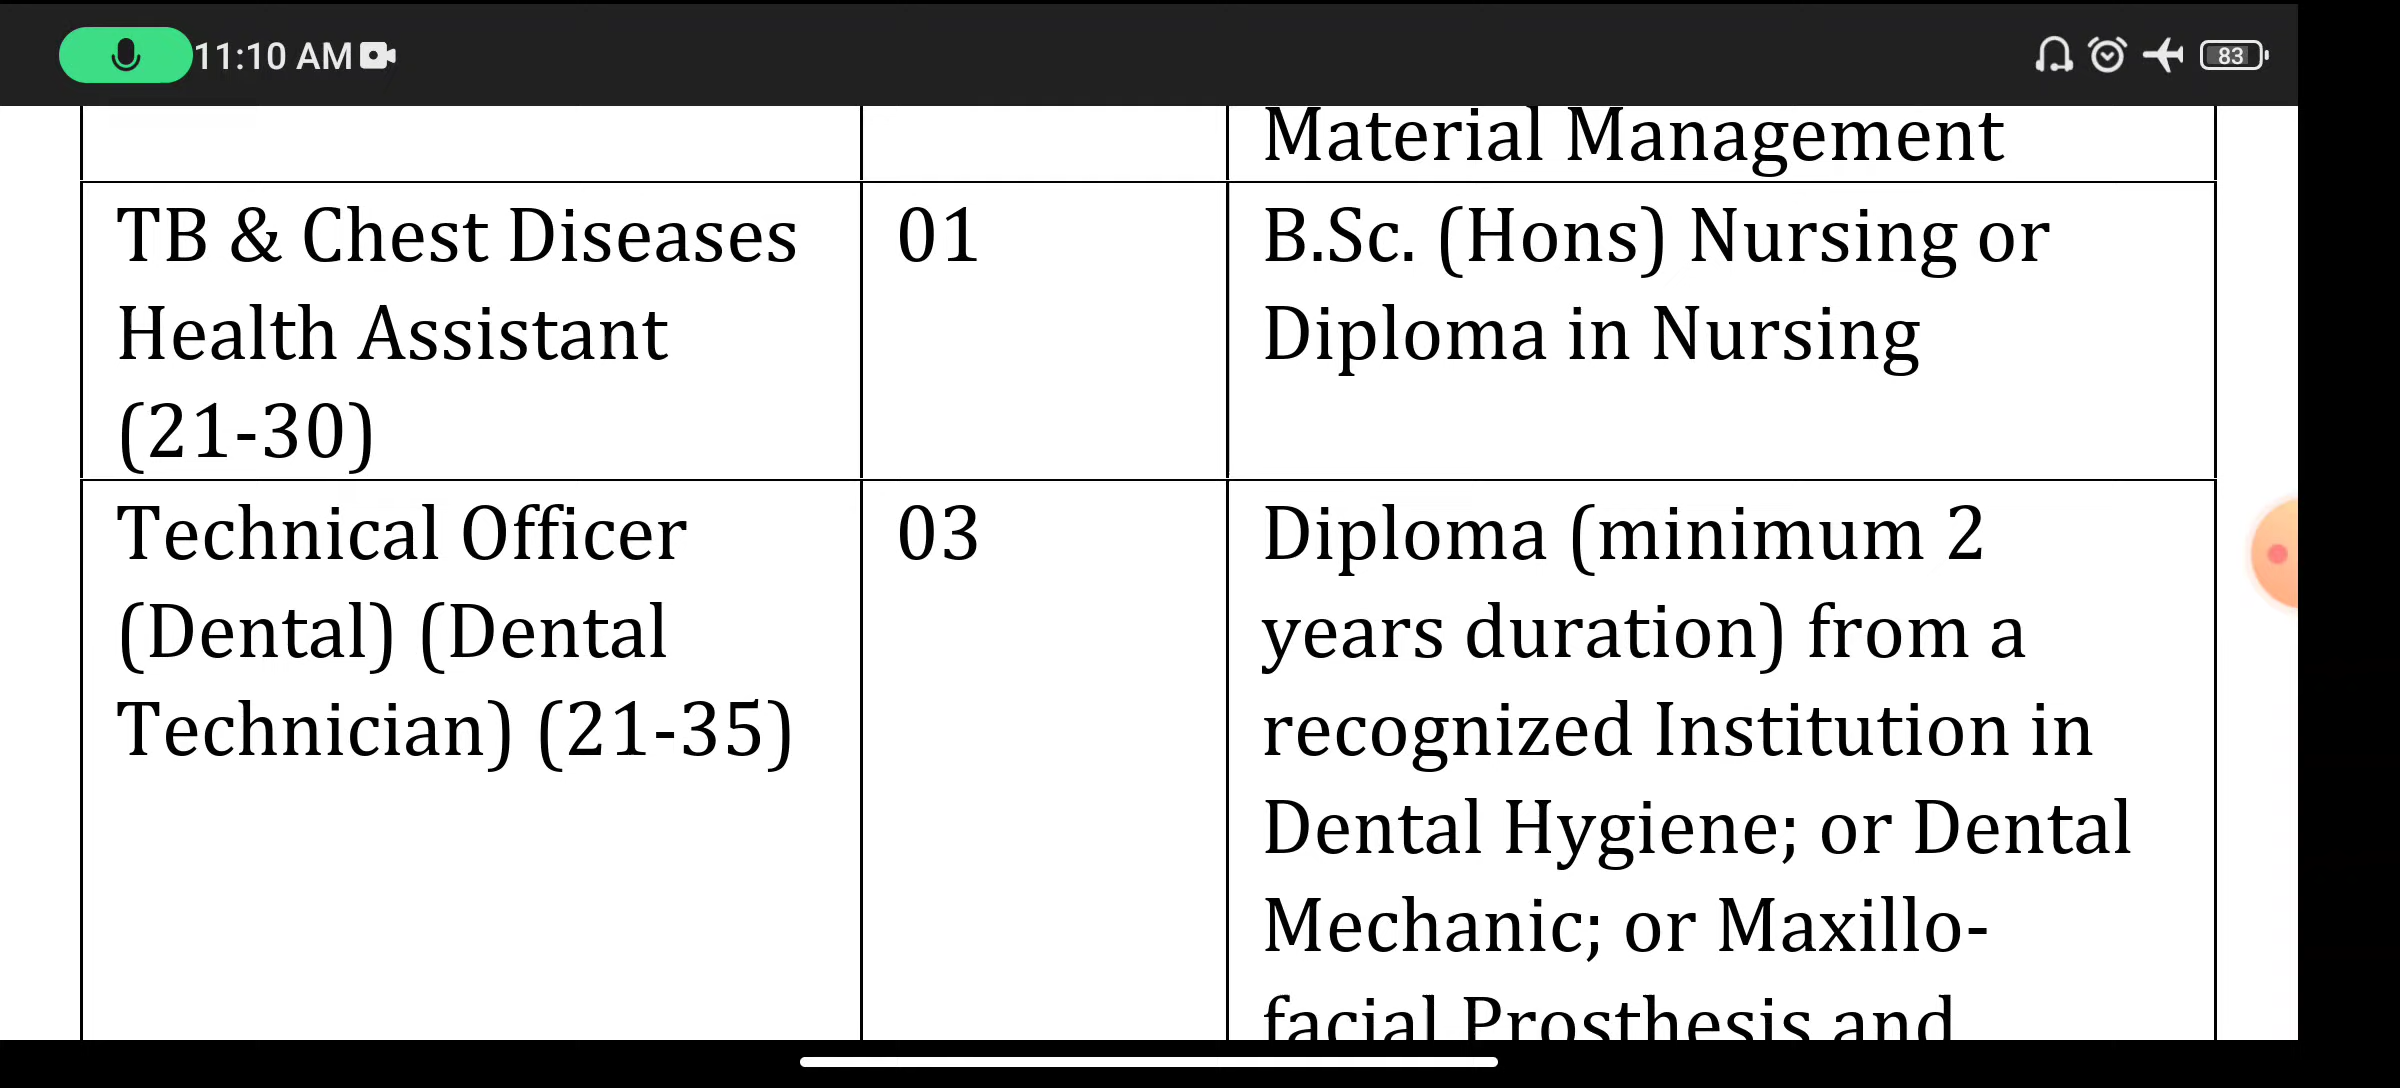 11:10 AM
83
Material Management
TB & Chest Diseases
Health Assistant
(21-30)
01
B.Sc. (Hons) Nursing or
Diploma in Nursing
Technical Officer
(Dental) (Dental
Technician) (21-35)
03
Diploma (minimum 2
years duration) from a
recognized Institution in
Dental Hygiene; or Dental
Mechanic; or Maxillo-
facial Prosthesis and